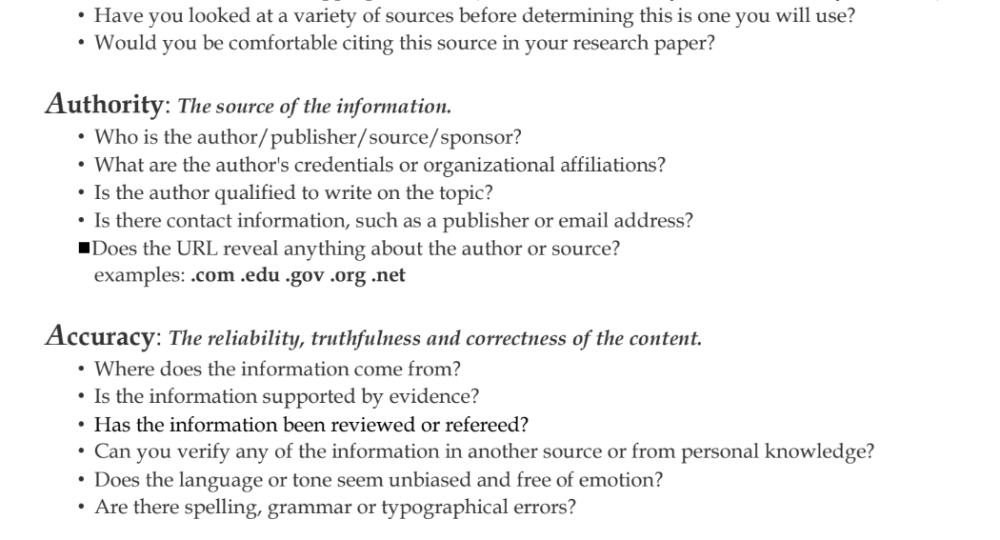 • Have you looked at a variety of sources before determining this is one you will use?
• Would you be comfortable citing this source in your research paper?
Authority: The source of the information.
• Who is the author/publisher/source/sponsor?
• What are the author's credentials or organizational affiliations?
• Is the author qualified to write on the topic?
• Is there contact information, such as a publisher or email address?
■Does the URL reveal anything about the author or source?
examples: .com .edu .gov .org .net
Accuracy: The reliability, truthfulness and correctness of the content.
• Where does the information come from?
• Is the information supported by evidence?
• Has the information been reviewed or refereed?
• Can you verify any of the information in another source or from personal knowledge?
• Does the language or tone seem unbiased and free of emotion?
• Are there spelling, grammar or typographical errors?